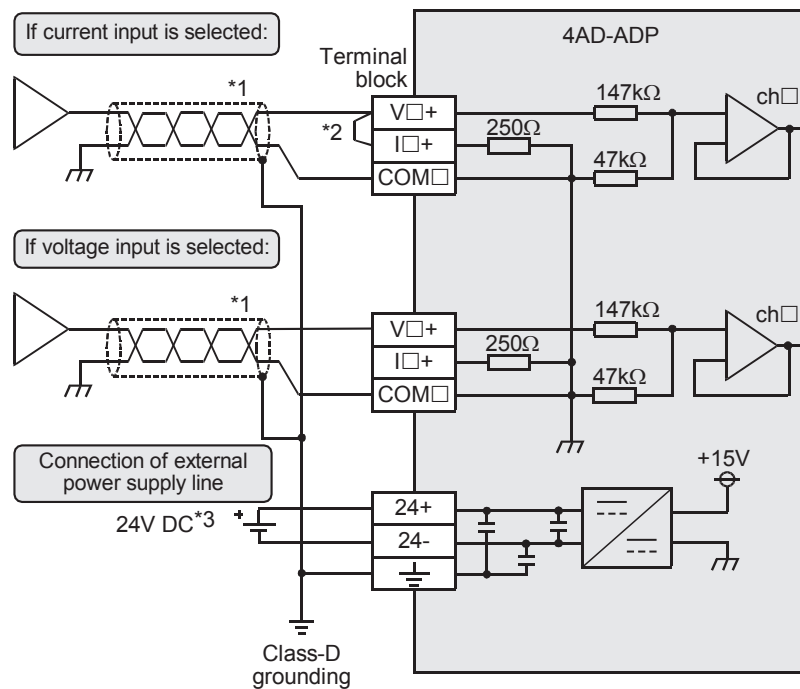 If current input is selected:
4AD-ADP
Terminal
block
*1
*2
V□+
I□+
COM□
250Ω
147kΩ
47kΩ
ch□
If voltage input is selected:
*1
V□+
I□+
COM□
250Ω
147kΩ
47kΩ
ch□
Connection of external
power supply line
24V DC*3
+
24+
24-
+15V
Class-D
grounding